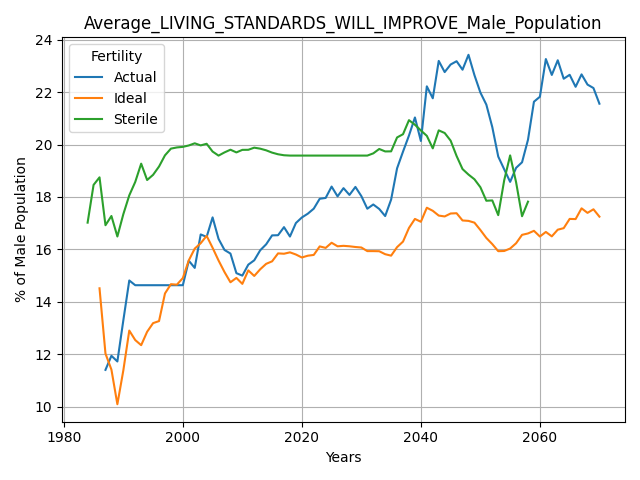 Average_LIVING_STANDARDS_WILL_IMPROVE_Male_Population
Fertility
Actual
Ideal
Sterile
% of Male Population
24
22
20
18
16
14
12
10
1980
2000
2020
2040
2060
Years